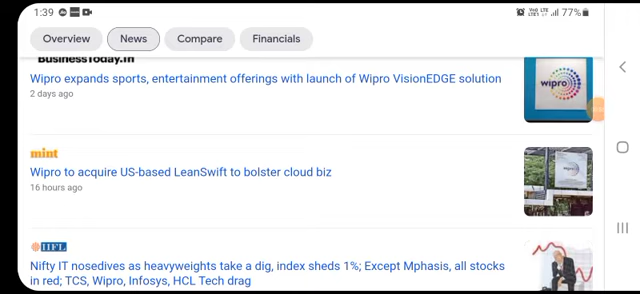 1:39
77%
Overview News Compare Financials
BusinessToday.In
Wipro expands sports, entertainment offerings with launch of Wipro VisionEDGE solution
2 days ago
wipro
mint
Wipro to acquire US-based LeanSwift to bolster cloud biz
16 hours ago
IIFL
Nifty IT nosedives as heavyweights take a dig, index sheds 1%; Except Mphasis, all stocks
in red; TCS, Wipro, Infosys, HCL Tech drag